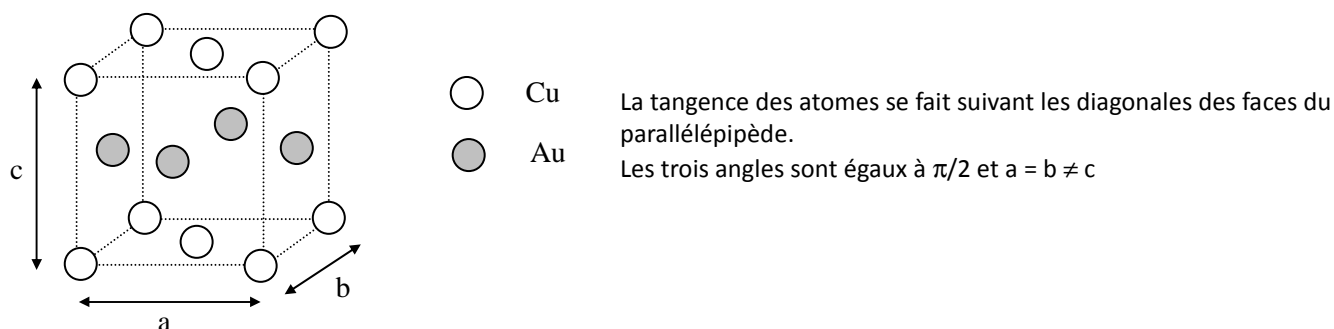 Cu
Au
La tangence des atomes se fait suivant les diagonales des faces du
parallélépipède.
Les trois angles sont égaux à π/2 et a = b ≠ c
c
b
a